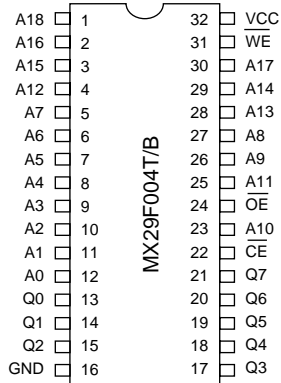 A18 1 32 VCC
A16 2 31 W̅E̅
A15 3 30 A17
A12 4 29 A14
A7 5 28 A13
A6 6 27 A8
A5 7 26 A9
A4 8 25 A11
A3 9 24 O̅E̅
A2 10 23 A10
A1 11 22 C̅E̅
A0 12 21 Q7
Q0 13 20 Q6
Q1 14 19 Q5
Q2 15 18 Q4
GND 16 17 Q3
MX29F004T/B